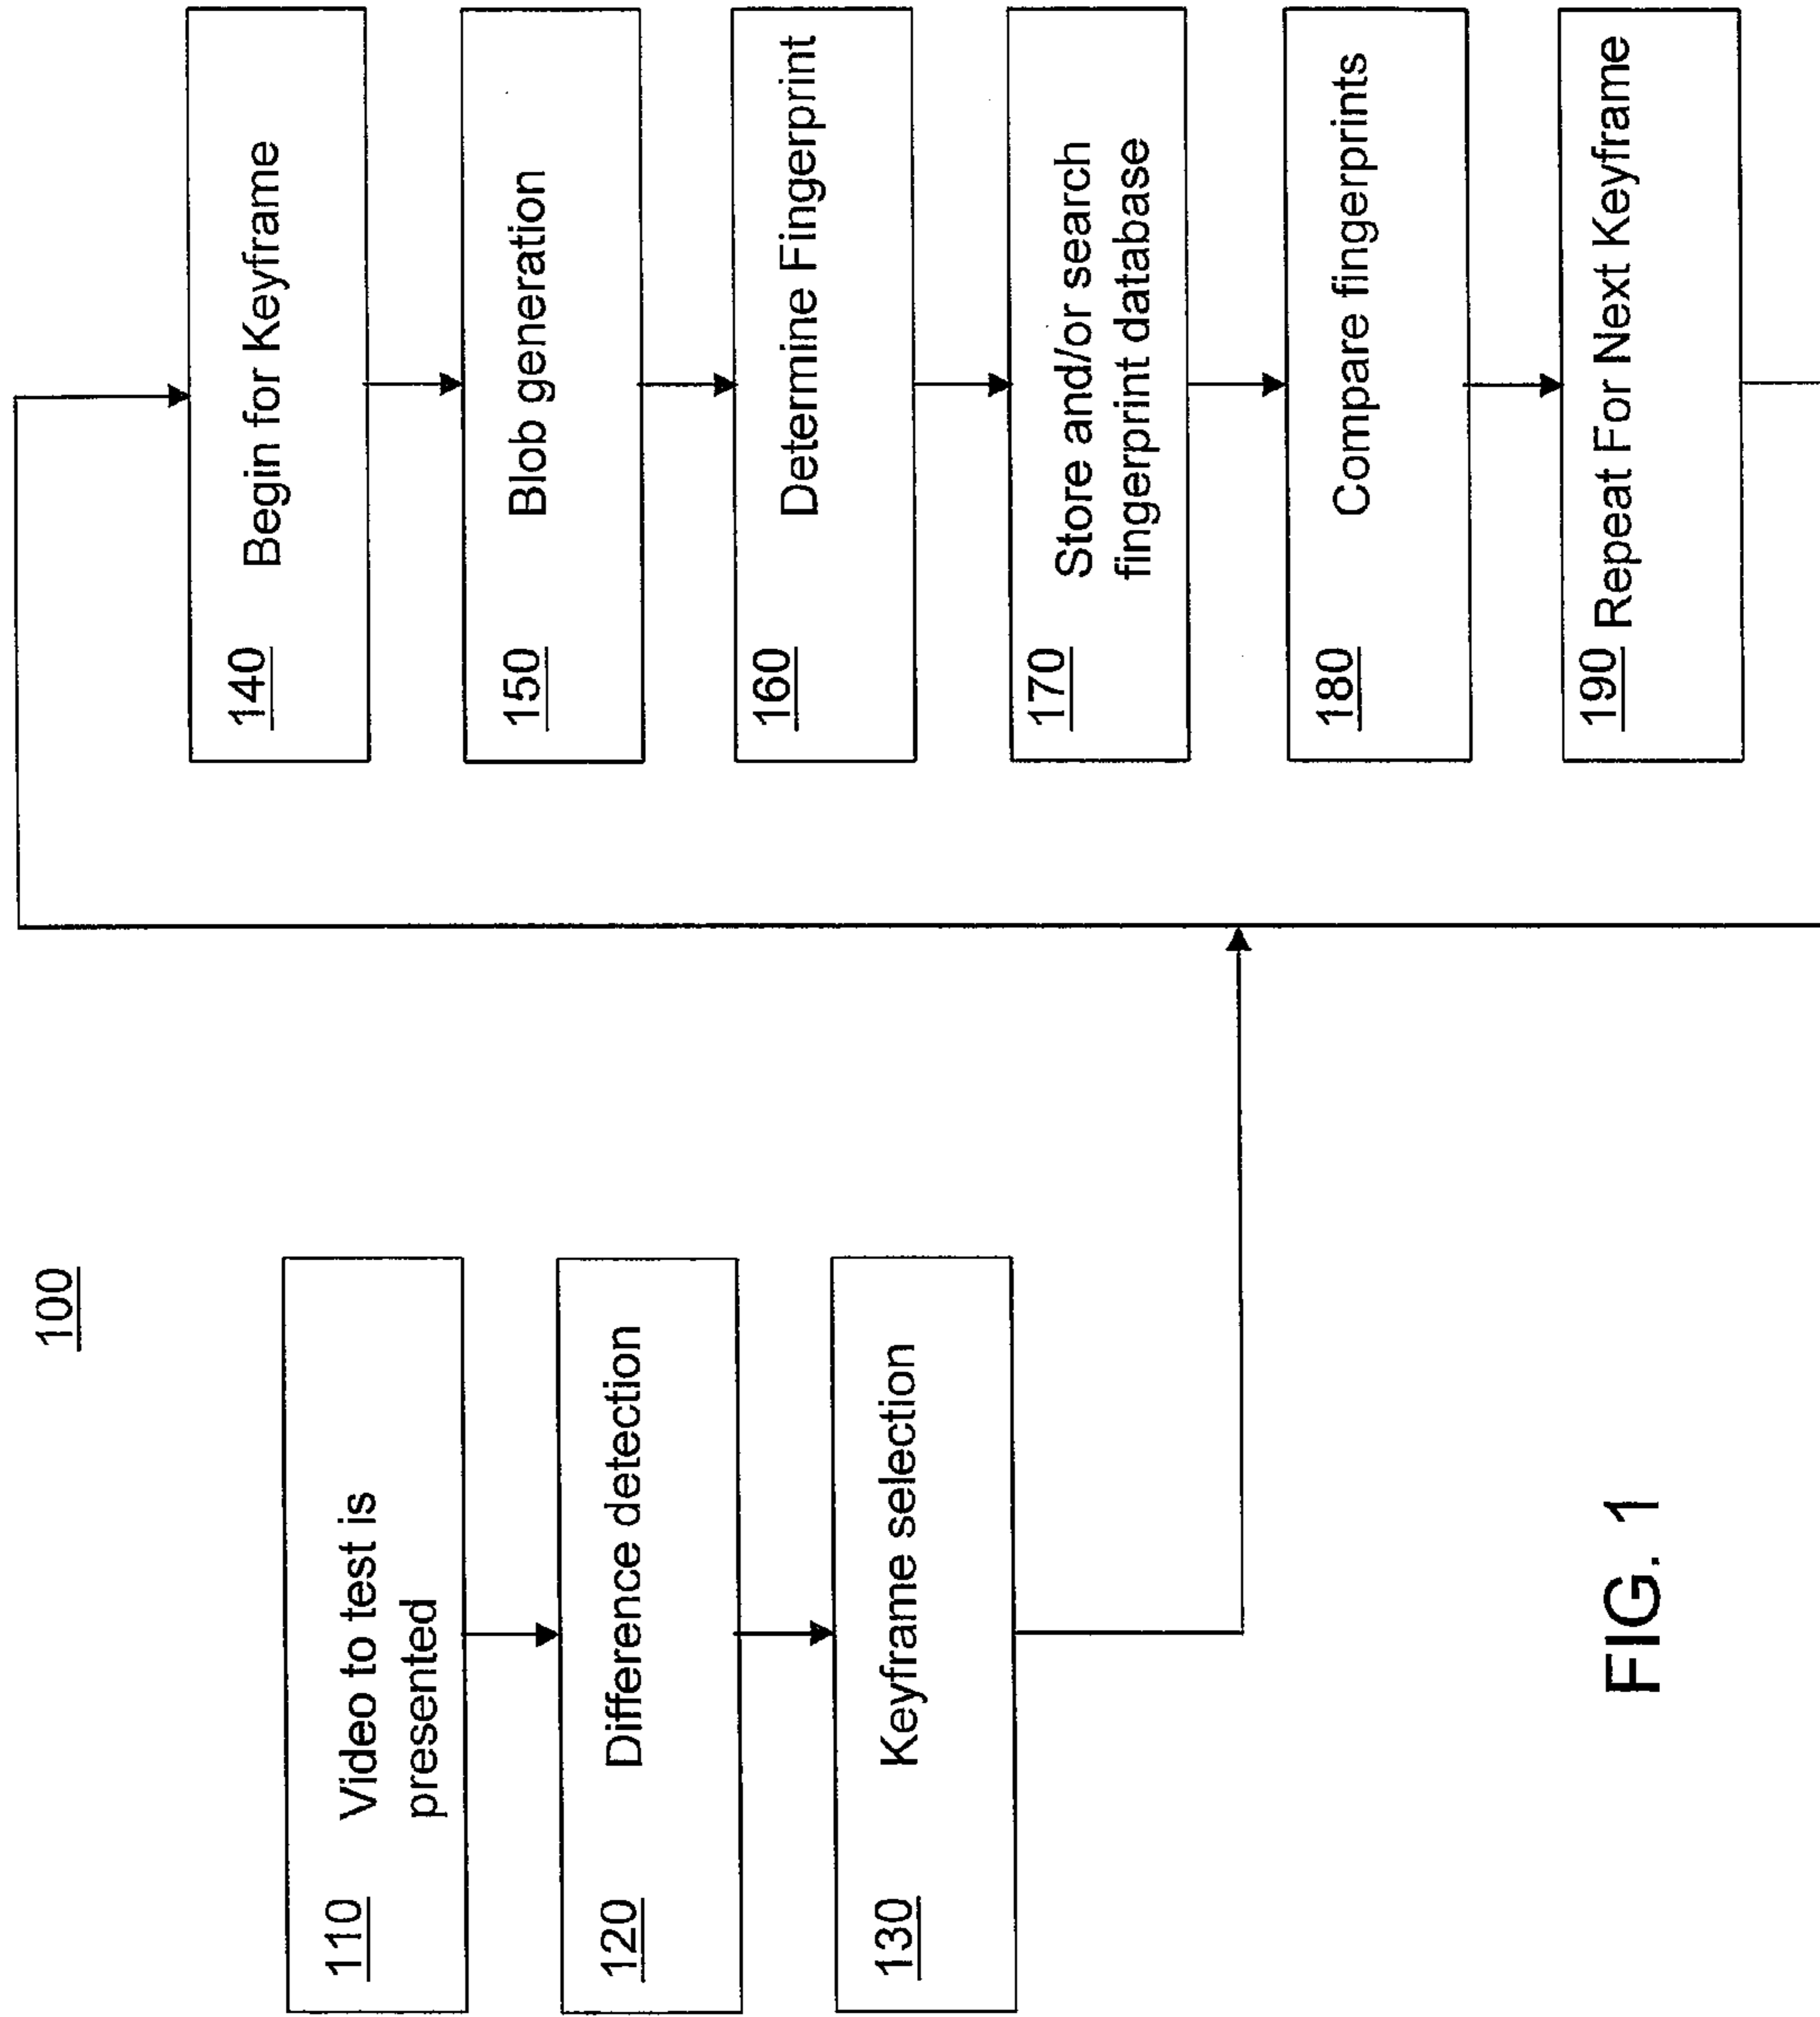 100
110 Video to test is
presented
120 Difference detection
130 Keyframe selection
140 Begin for Keyframe
150 Blob generation
160 Determine Fingerprint
170 Store and/or search
fingerprint database
180 Compare fingerprints
190 Repeat For Next Keyframe
FIG. 1